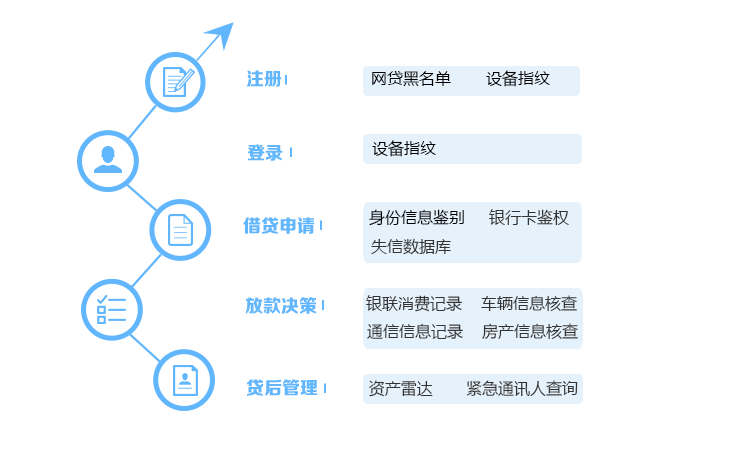 注册 网贷黑名单 设备指纹
登录 设备指纹
借贷申请 身份信息鉴别 银行卡鉴权
失信数据库
放款决策 银联消费记录 车辆信息核查
通信信息记录 房产信息核查
贷后管理 资产雷达 紧急通讯人查询